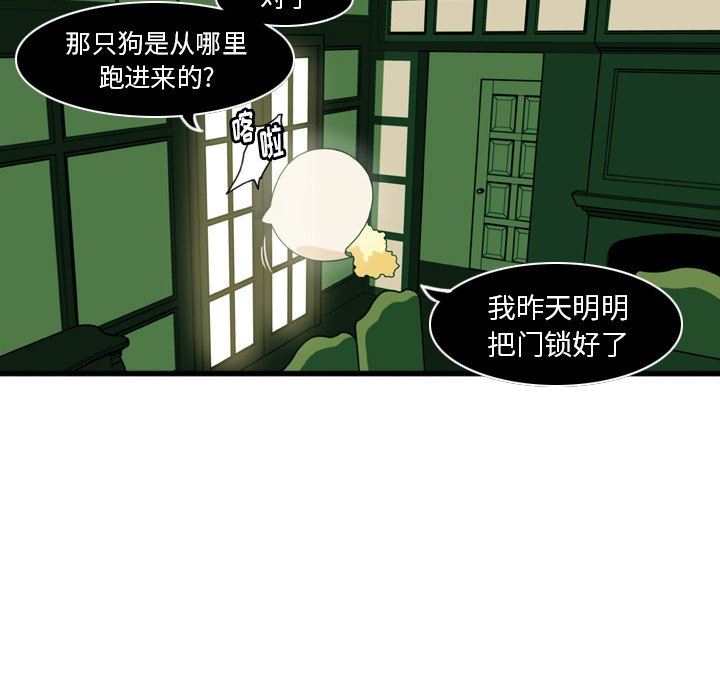 对了
那只狗是从哪里
跑进来的?
喀
啦
我昨天明明
把门锁好了